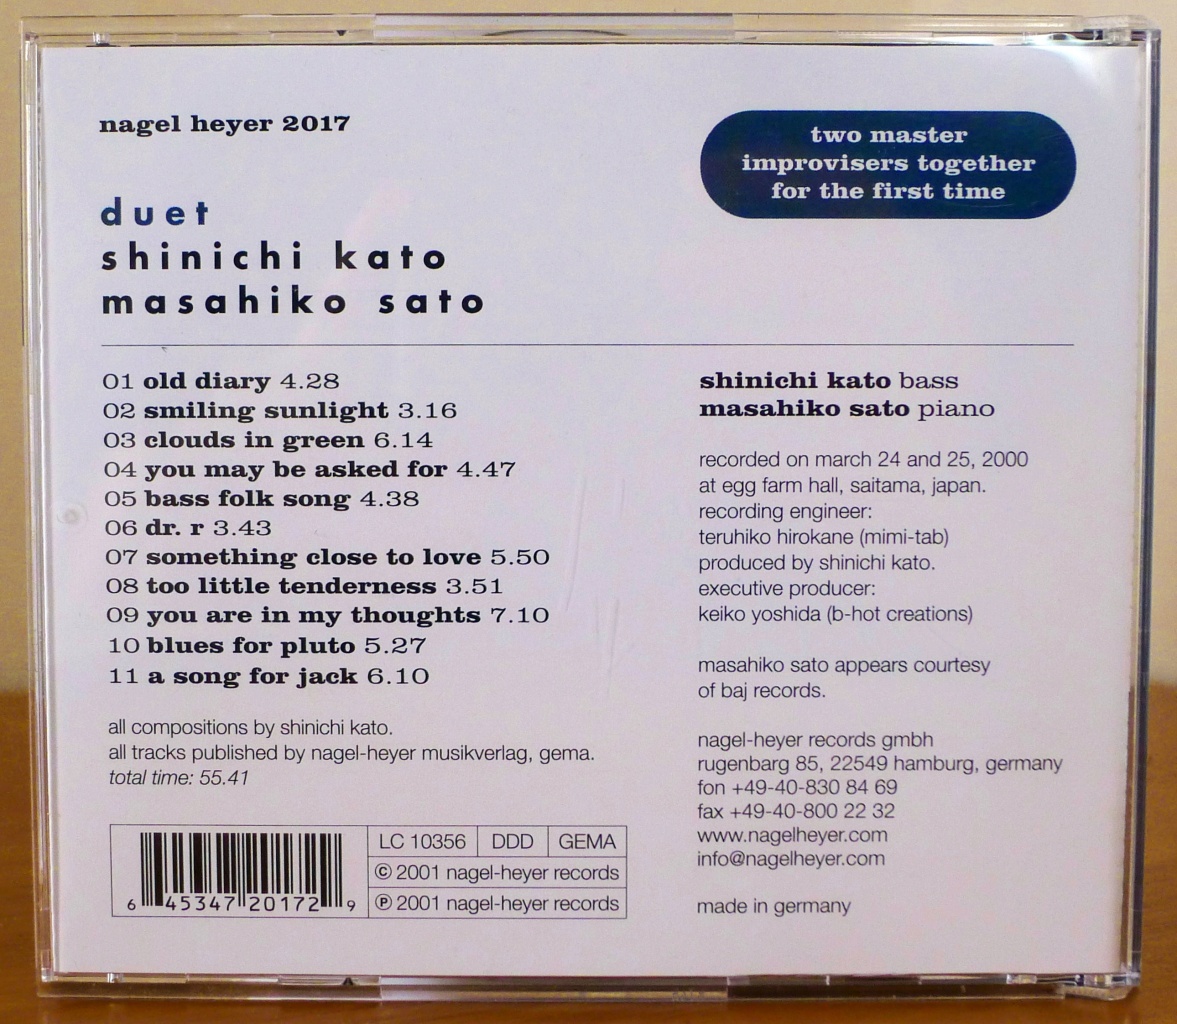 nagel heyer 2017
two master
improvisers together
for the first time
duet
shinichi kato
masahiko sato
01 old diary 4.28
02 smiling sunlight 3.16
03 clouds in green 6.14
04 you may be asked for 4.47
05 bass folk song 4.38
06 dr. r 3.43
07 something close to love 5.50
08 too little tenderness 3.51
09 you are in my thoughts 7.10
10 blues for pluto 5.27
11 a song for jack 6.10
all compositions by shinichi kato.
all tracks published by nagel-heyer musikverlag, gema.
total time: 55.41
6 45347 20172 9
LC 10356 DDD GEMA
© 2001 nagel-heyer records
℗ 2001 nagel-heyer records
shinichi kato bass
masahiko sato piano
recorded on march 24 and 25, 2000
at egg farm hall, saitama, japan.
recording engineer:
teruhiko hirokane (mimi-tab)
produced by shinichi kato.
executive producer:
keiko yoshida (b-hot creations)
masahiko sato appears courtesy
of baj records.
nagel-heyer records gmbh
rugenbarg 85, 22549 hamburg, germany
fon +49-40-830 84 69
fax +49-40-800 22 32
www.nagelheyer.com
info@nagelheyer.com
made in germany